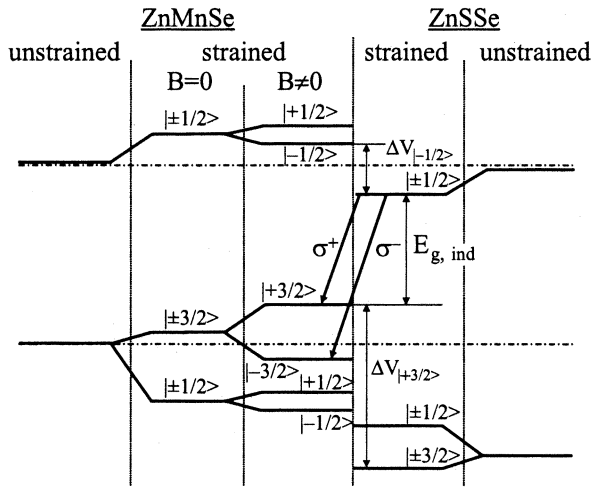 ZnMnSe ZnSSe
unstrained strained strained unstrained
B=0 B≠0
|±1/2> |+1/2>
|−1/2> ΔV|−1/2>
|±1/2>
σ+ σ− Eg, ind
|+3/2>
|±3/2>
|−3/2> ΔV|+3/2>
|±1/2> |+1/2>
|−1/2> |±1/2>
|±3/2>